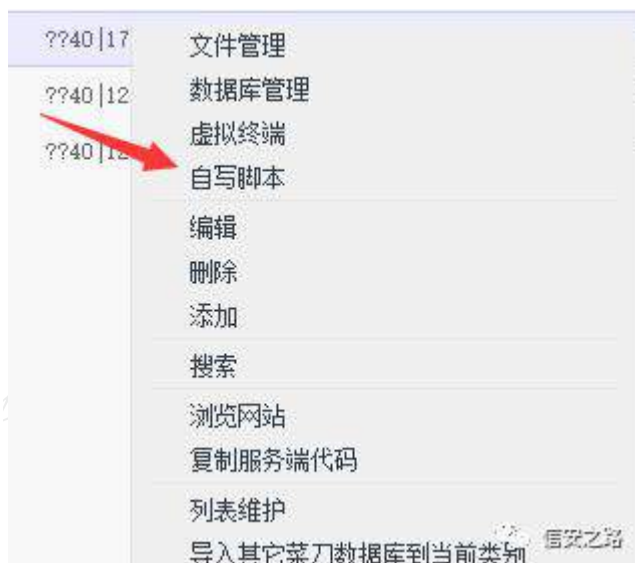 ??40|17
文件管理
??40|12
数据库管理
虚拟终端
??40|12
自写脚本
编辑
删除
添加
搜索
浏览网站
复制服务端代码
列表维护
导入其它菜刀数据库到当前类别
信安之路